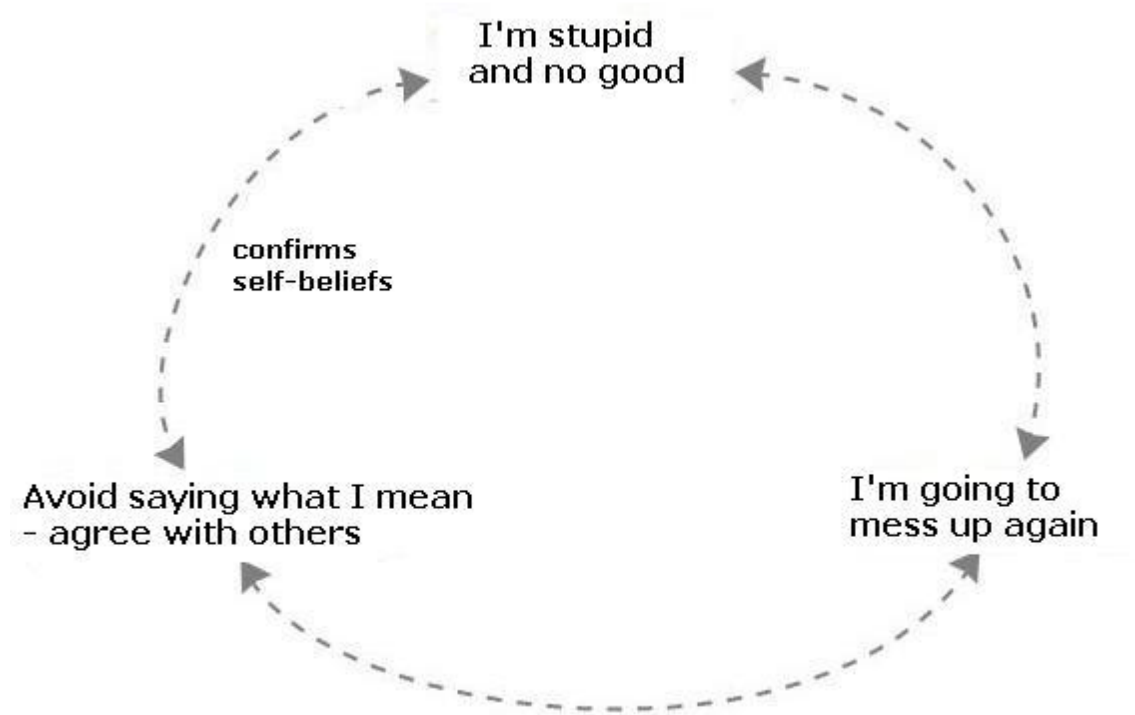 I'm stupid
and no good
confirms
self-beliefs
Avoid saying what I mean
- agree with others
I'm going to
mess up again